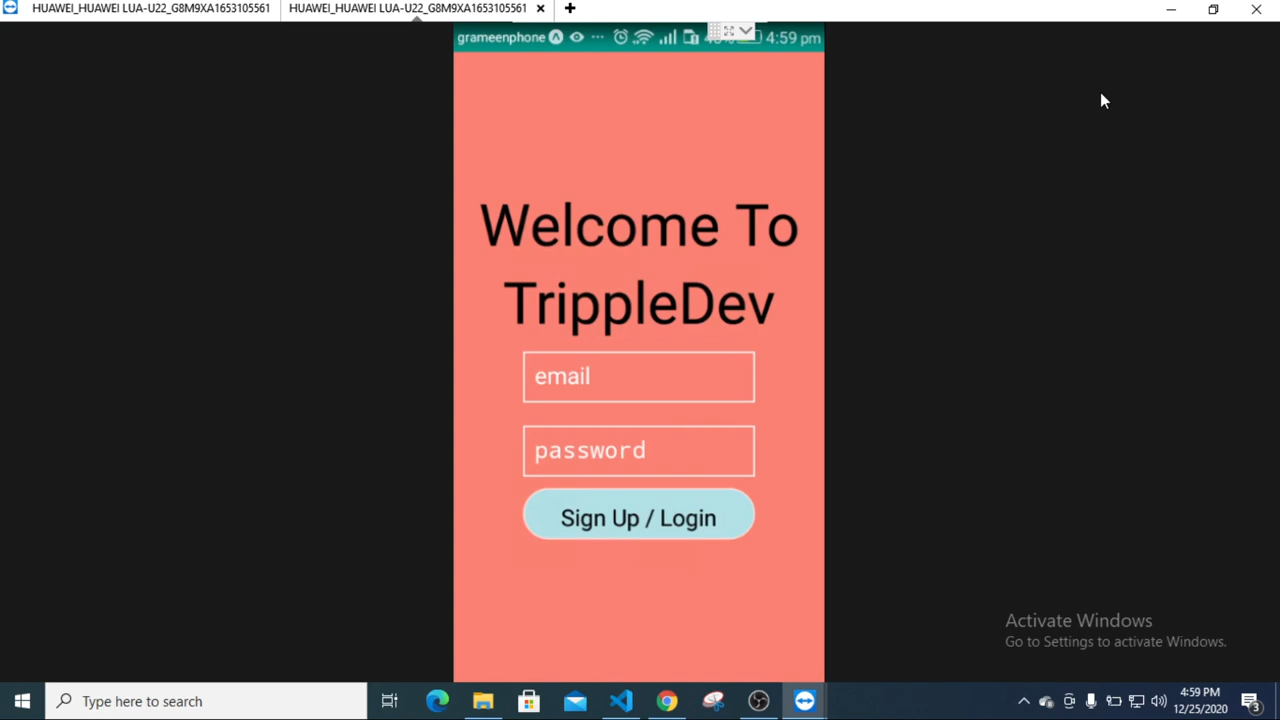 HUAWEI_HUAWEI LUA-U22_G8M9XA1653105561
HUAWEI_HUAWEI LUA-U22_G8M9XA1653105561
grameenphone
4:59 pm
Welcome To
TrippleDev
email
password
Sign Up / Login
Activate Windows
Go to Settings to activate Windows.
Type here to search
4:59 PM
12/25/2020
3